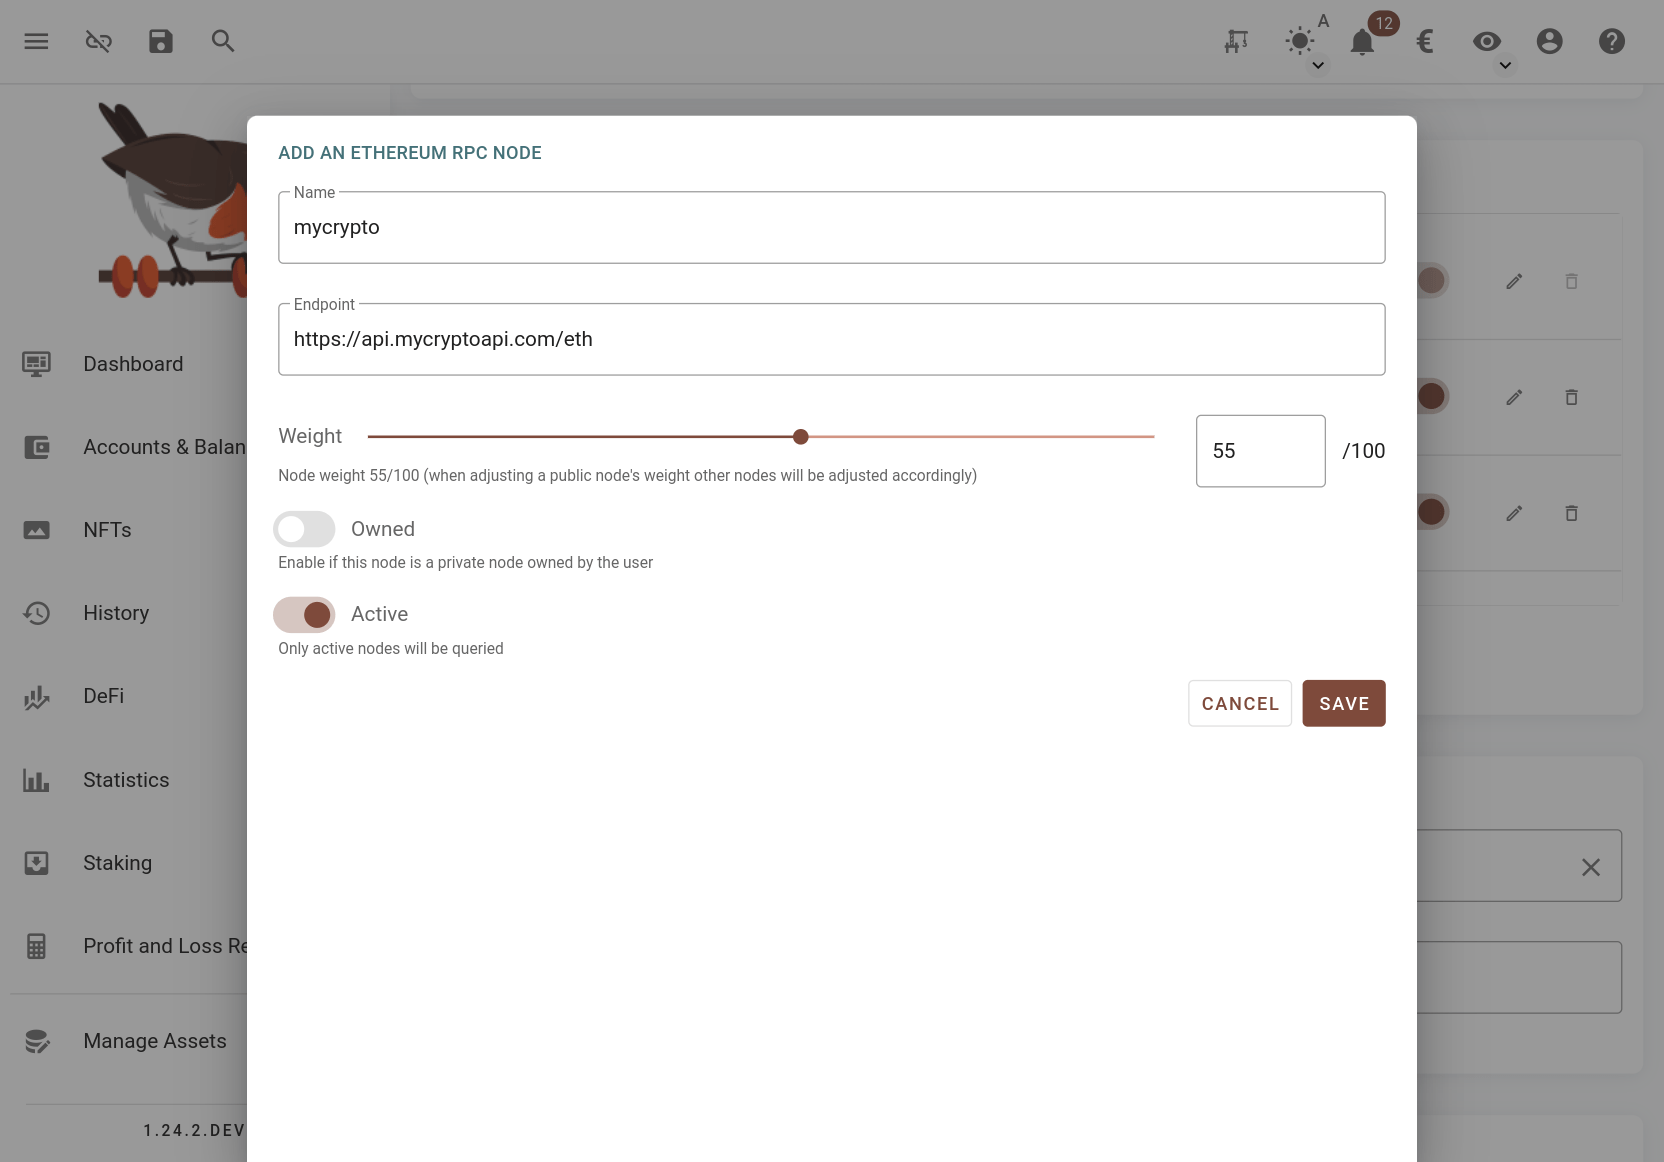 A
12
€
ADD AN ETHEREUM RPC NODE
Name
mycrypto
Endpoint
https://api.mycryptoapi.com/eth
Weight
55
/100
Node weight 55/100 (when adjusting a public node's weight other nodes will be adjusted accordingly)
Owned
Enable if this node is a private node owned by the user
Active
Only active nodes will be queried
CANCEL
SAVE
Dashboard
Accounts & Balan
NFTs
History
DeFi
Statistics
Staking
Profit and Loss Re
Manage Assets
1.24.2.DEV